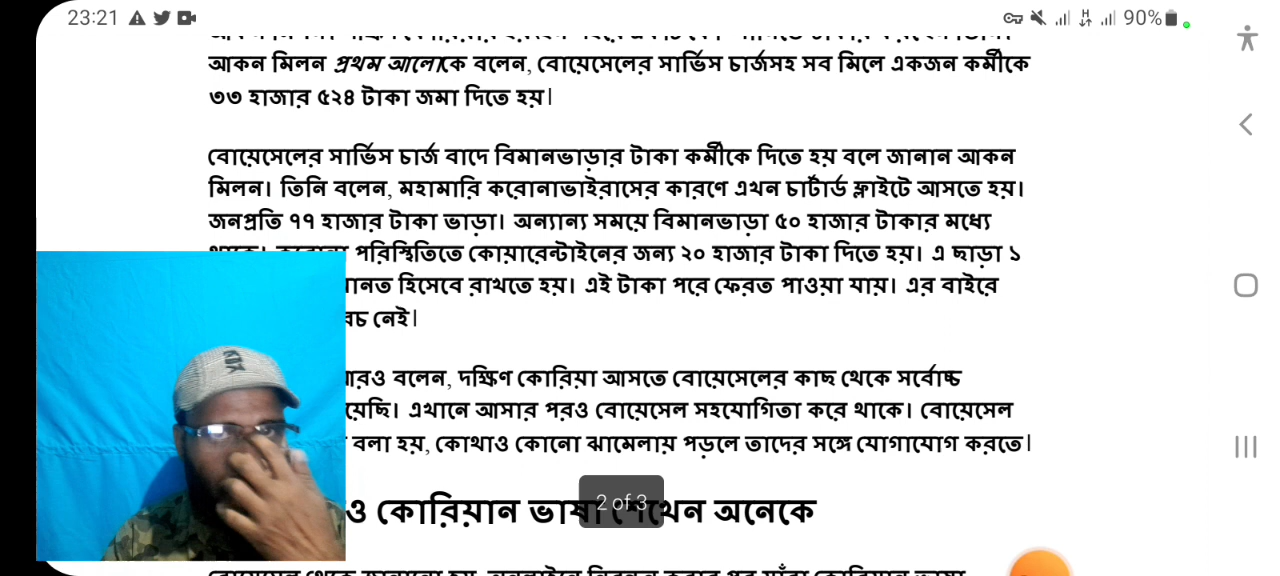 23:21
90%
আকন মিলন প্রথম আলোকে বলেন, বোয়েসেলের সার্ভিস চার্জসহ সব মিলে একজন কর্মীকে
৩৩ হাজার ৫২৪ টাকা জমা দিতে হয়।
বোয়েসেলের সার্ভিস চার্জ বাদে বিমানভাড়ার টাকা কর্মীকে দিতে হয় বলে জানান আকন
মিলন। তিনি বলেন, মহামারি করোনাভাইরাসের কারণে এখন চার্টার্ড ফ্লাইটে আসতে হয়।
জনপ্রতি ৭৭ হাজার টাকা ভাড়া। অন্যান্য সময়ে বিমানভাড়া ৫০ হাজার টাকার মধ্যে
পরিস্থিতিতে কোয়ারেন্টাইনের জন্য ২০ হাজার টাকা দিতে হয়। এ ছাড়া ১
হিসেবে রাখতে হয়। এই টাকা পরে ফেরত পাওয়া যায়। এর বাইরে
নেই।
বলেন, দক্ষিণ কোরিয়া আসতে বোয়েসেলের কাছ থেকে সর্বোচ্চ
এখানে আসার পরও বোয়েসেল সহযোগিতা করে থাকে। বোয়েসেল
বলা হয়, কোথাও কোনো ঝামেলায় পড়লে তাদের সঙ্গে যোগাযোগ করতে।
ও কোরিয়ান ভাষা শেখেন অনেকে
2 of 3